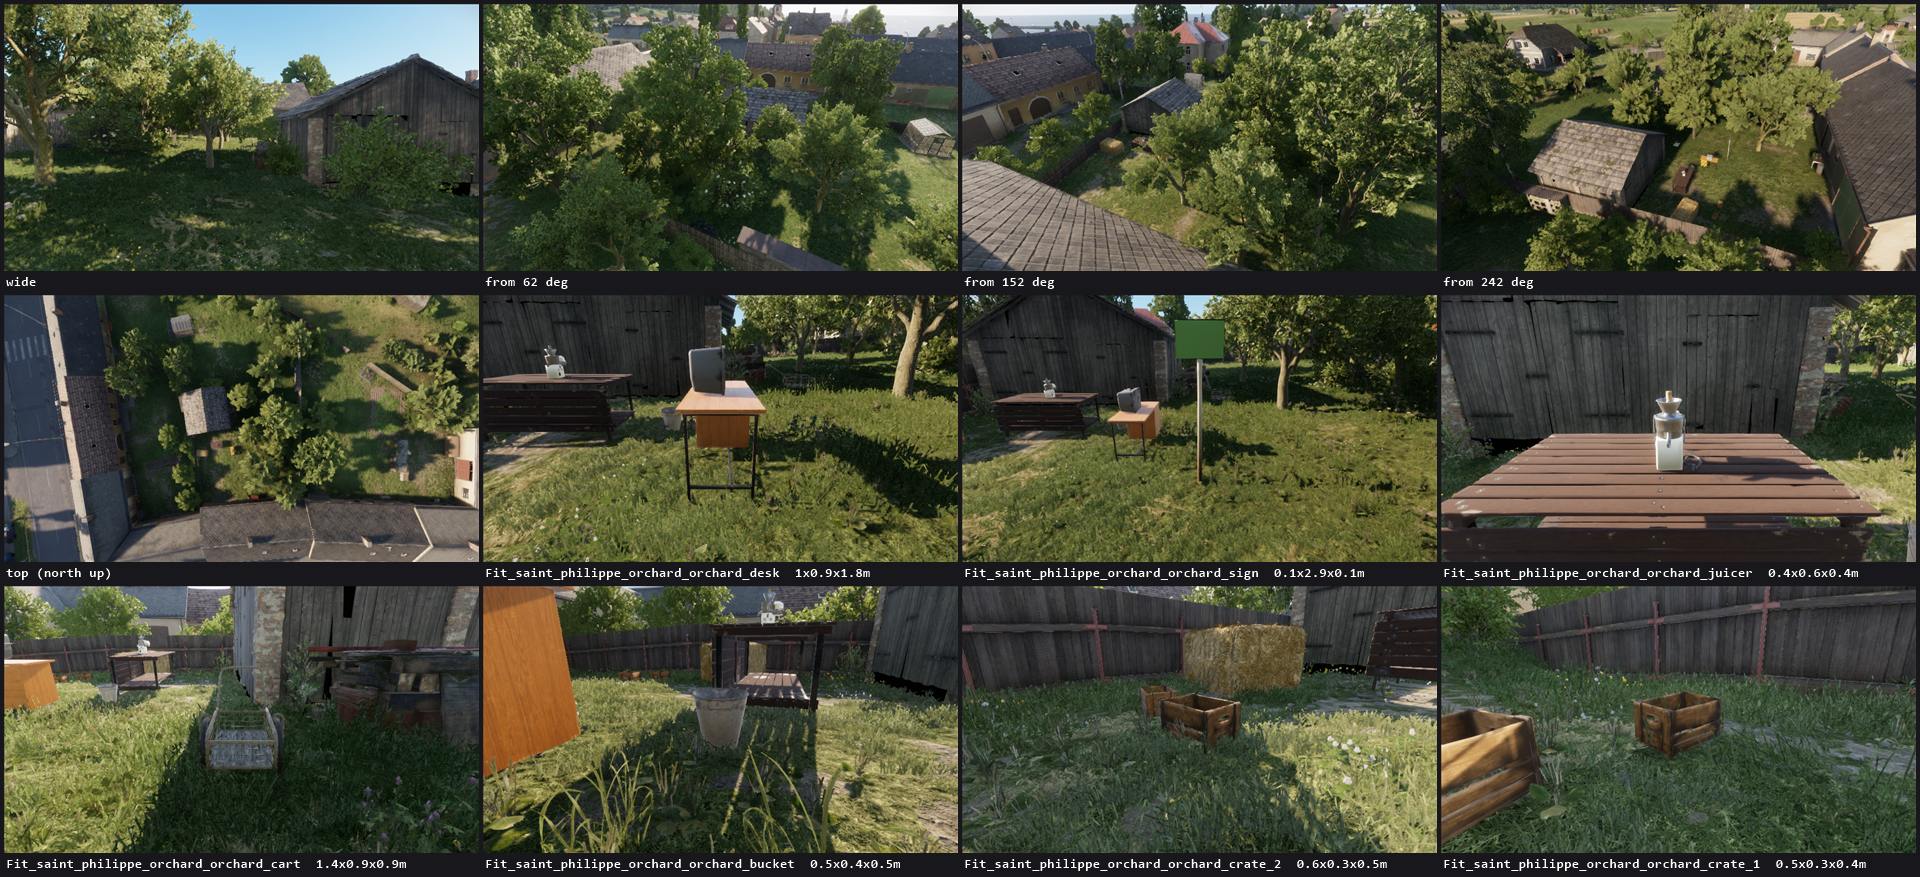 wide
from 62 deg
from 152 deg
from 242 deg
top (north up)
Fit_saint_philippe_orchard_orchard_desk 1x0.9x1.8m
Fit_saint_philippe_orchard_orchard_sign 0.1x2.9x0.1m
Fit_saint_philippe_orchard_orchard_juicer 0.4x0.6x0.4m
Fit_saint_philippe_orchard_orchard_cart 1.4x0.9x0.9m
Fit_saint_philippe_orchard_orchard_bucket 0.5x0.4x0.5m
Fit_saint_philippe_orchard_orchard_crate_2 0.6x0.3x0.5m
Fit_saint_philippe_orchard_orchard_crate_1 0.5x0.3x0.4m